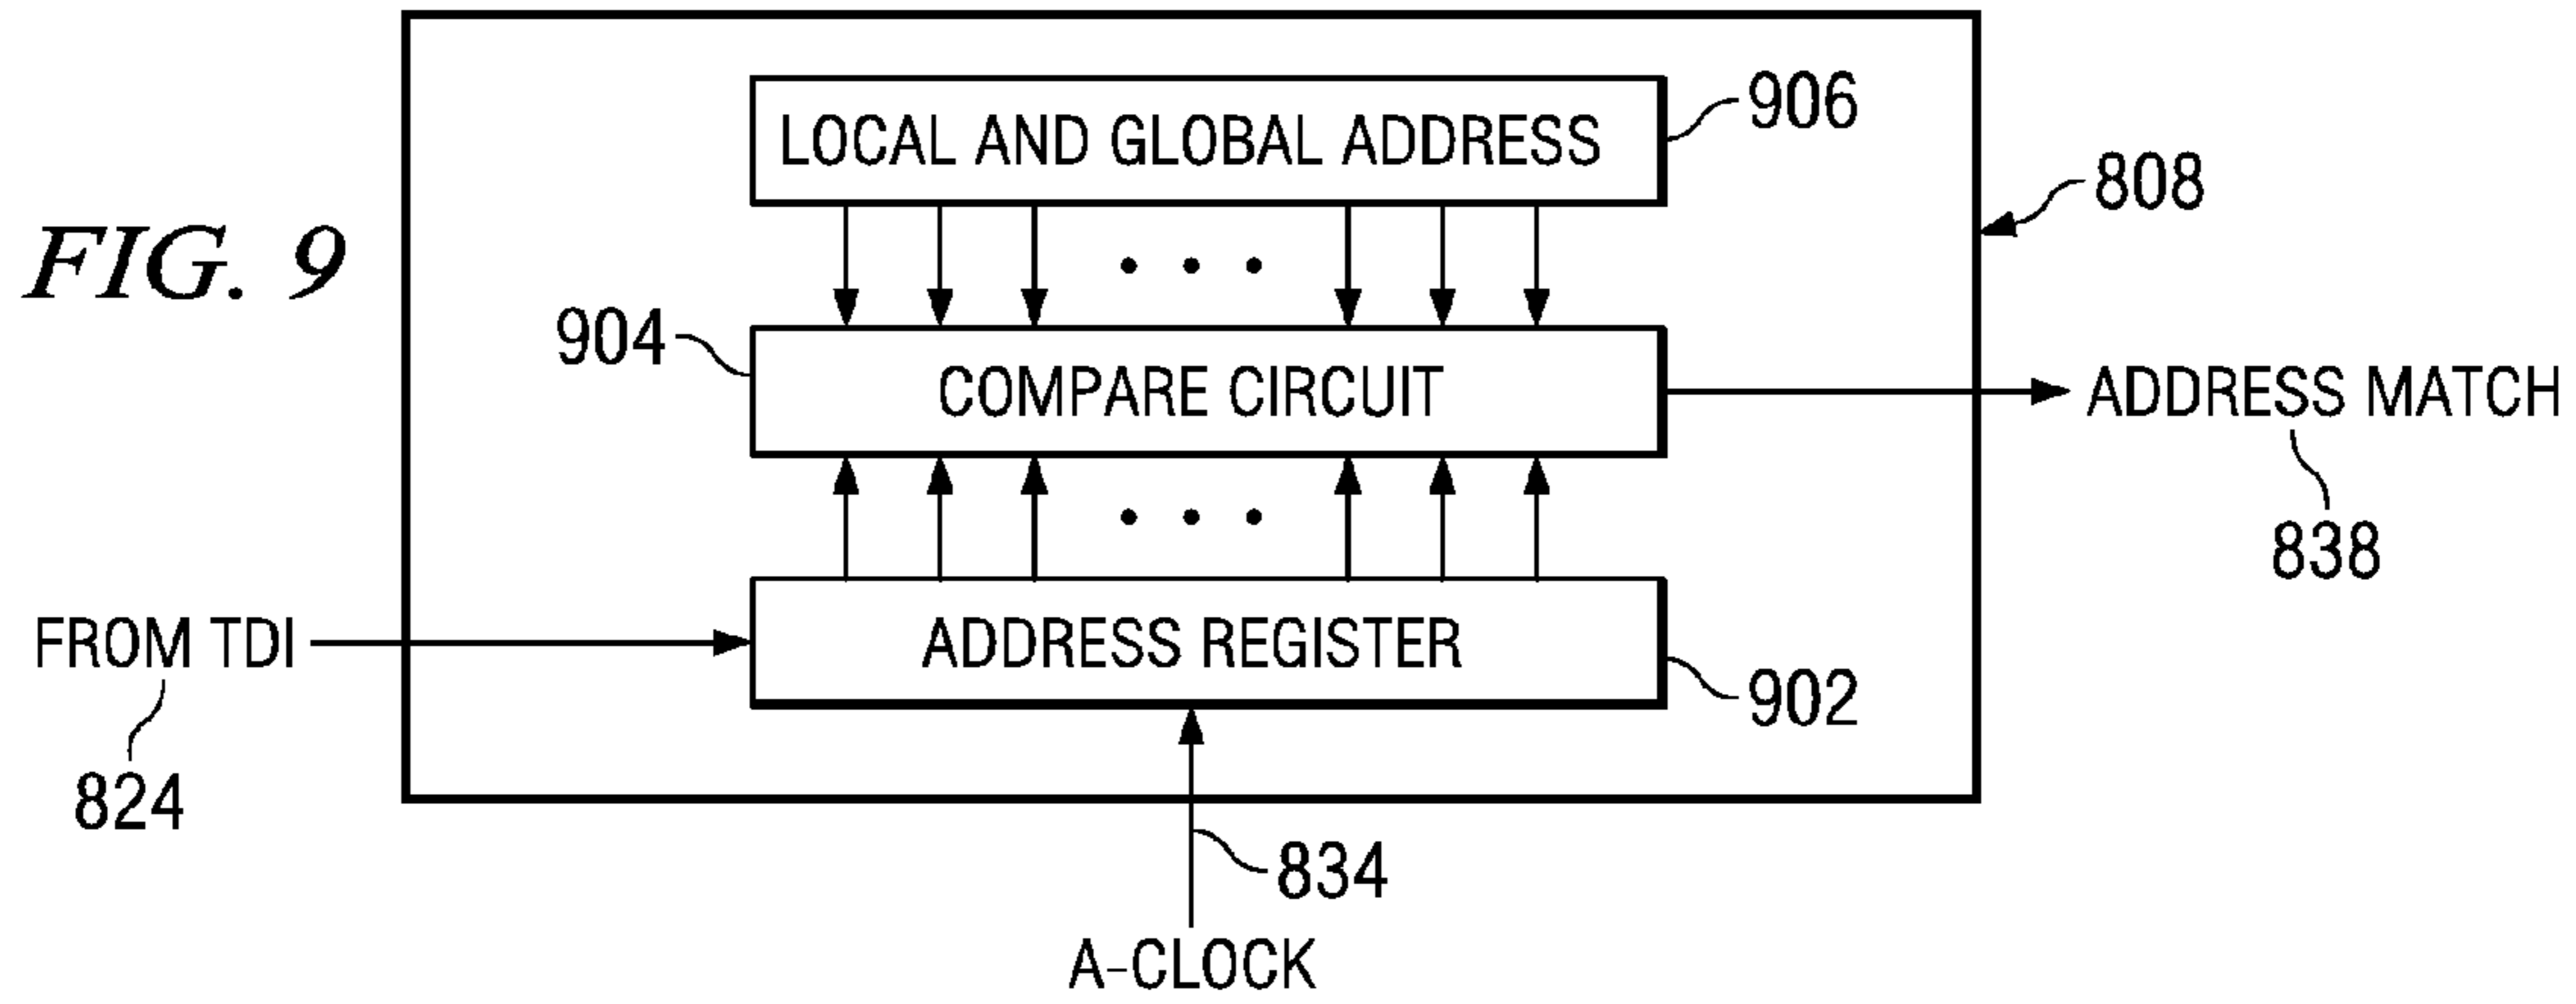 LOCAL AND GLOBAL ADDRESS
906
808
FIG. 9
904
COMPARE CIRCUIT
ADDRESS MATCH
838
FROM TDI
ADDRESS REGISTER
902
824
834
A-CLOCK